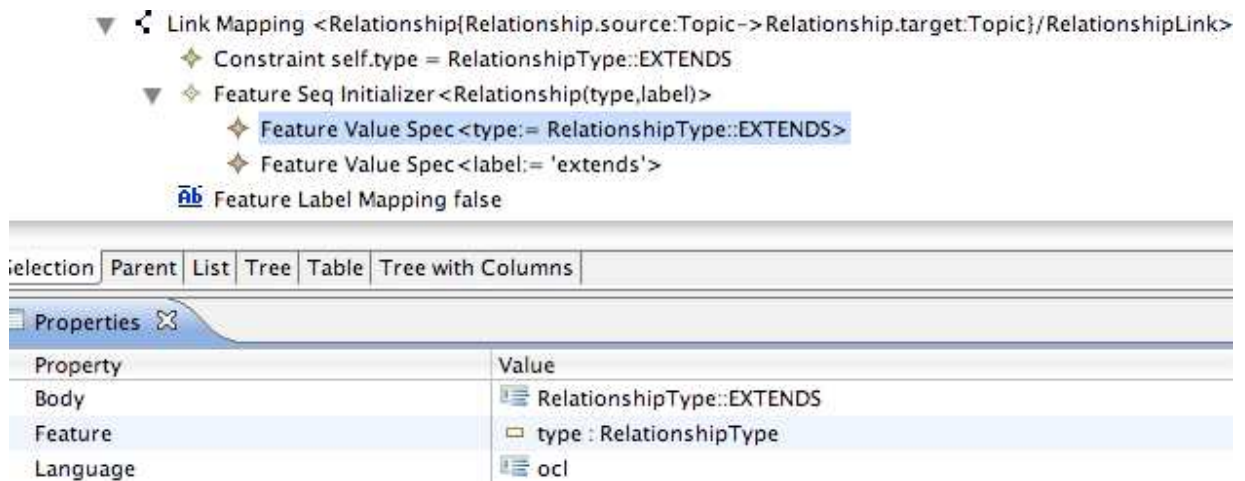 Link Mapping <Relationship{Relationship.source:Topic->Relationship.target:Topic}/RelationshipLink>
Constraint self.type = RelationshipType::EXTENDS
Feature Seq Initializer<Relationship(type,label)>
Feature Value Spec<type:= RelationshipType::EXTENDS>
Feature Value Spec<label:= 'extends'>
Ab Feature Label Mapping false
Selection Parent List Tree Table Tree with Columns
Properties
Property Value
Body RelationshipType::EXTENDS
Feature type : RelationshipType
Language ocl